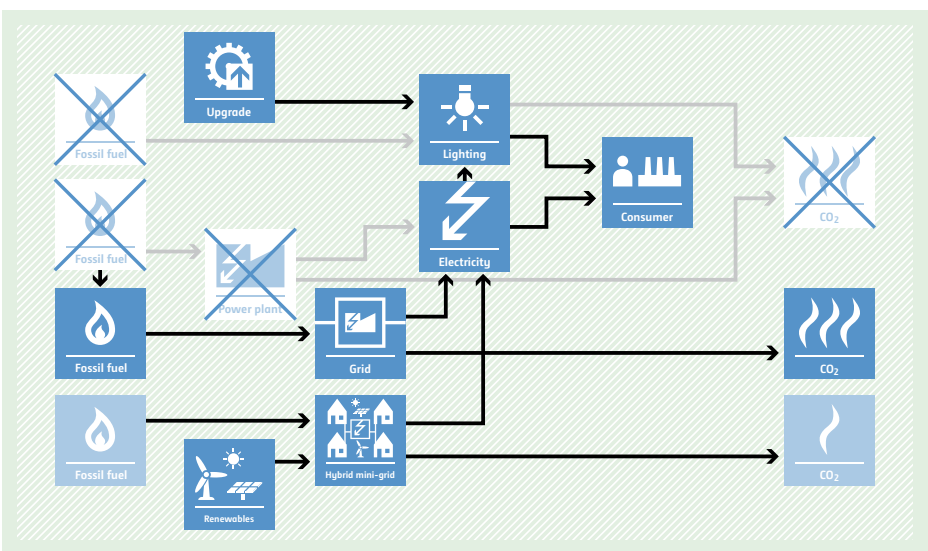 Upgrade
Fossil fuel
Lighting
Fossil fuel
Consumer
CO2
Electricity
Power plant
Fossil fuel
Grid
CO2
Fossil fuel
Hybrid mini-grid
CO2
Renewables